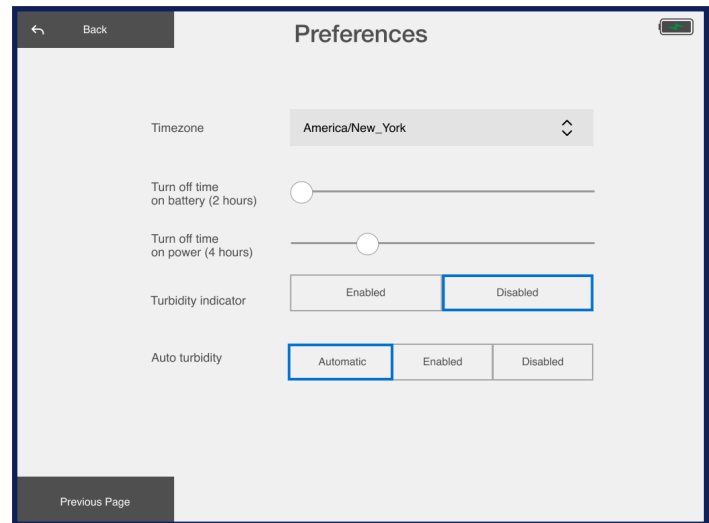 Back
Preferences
Timezone
America/New_York
Turn off time
on battery (2 hours)
Turn off time
on power (4 hours)
Turbidity indicator
Enabled
Disabled
Auto turbidity
Automatic
Enabled
Disabled
Previous Page